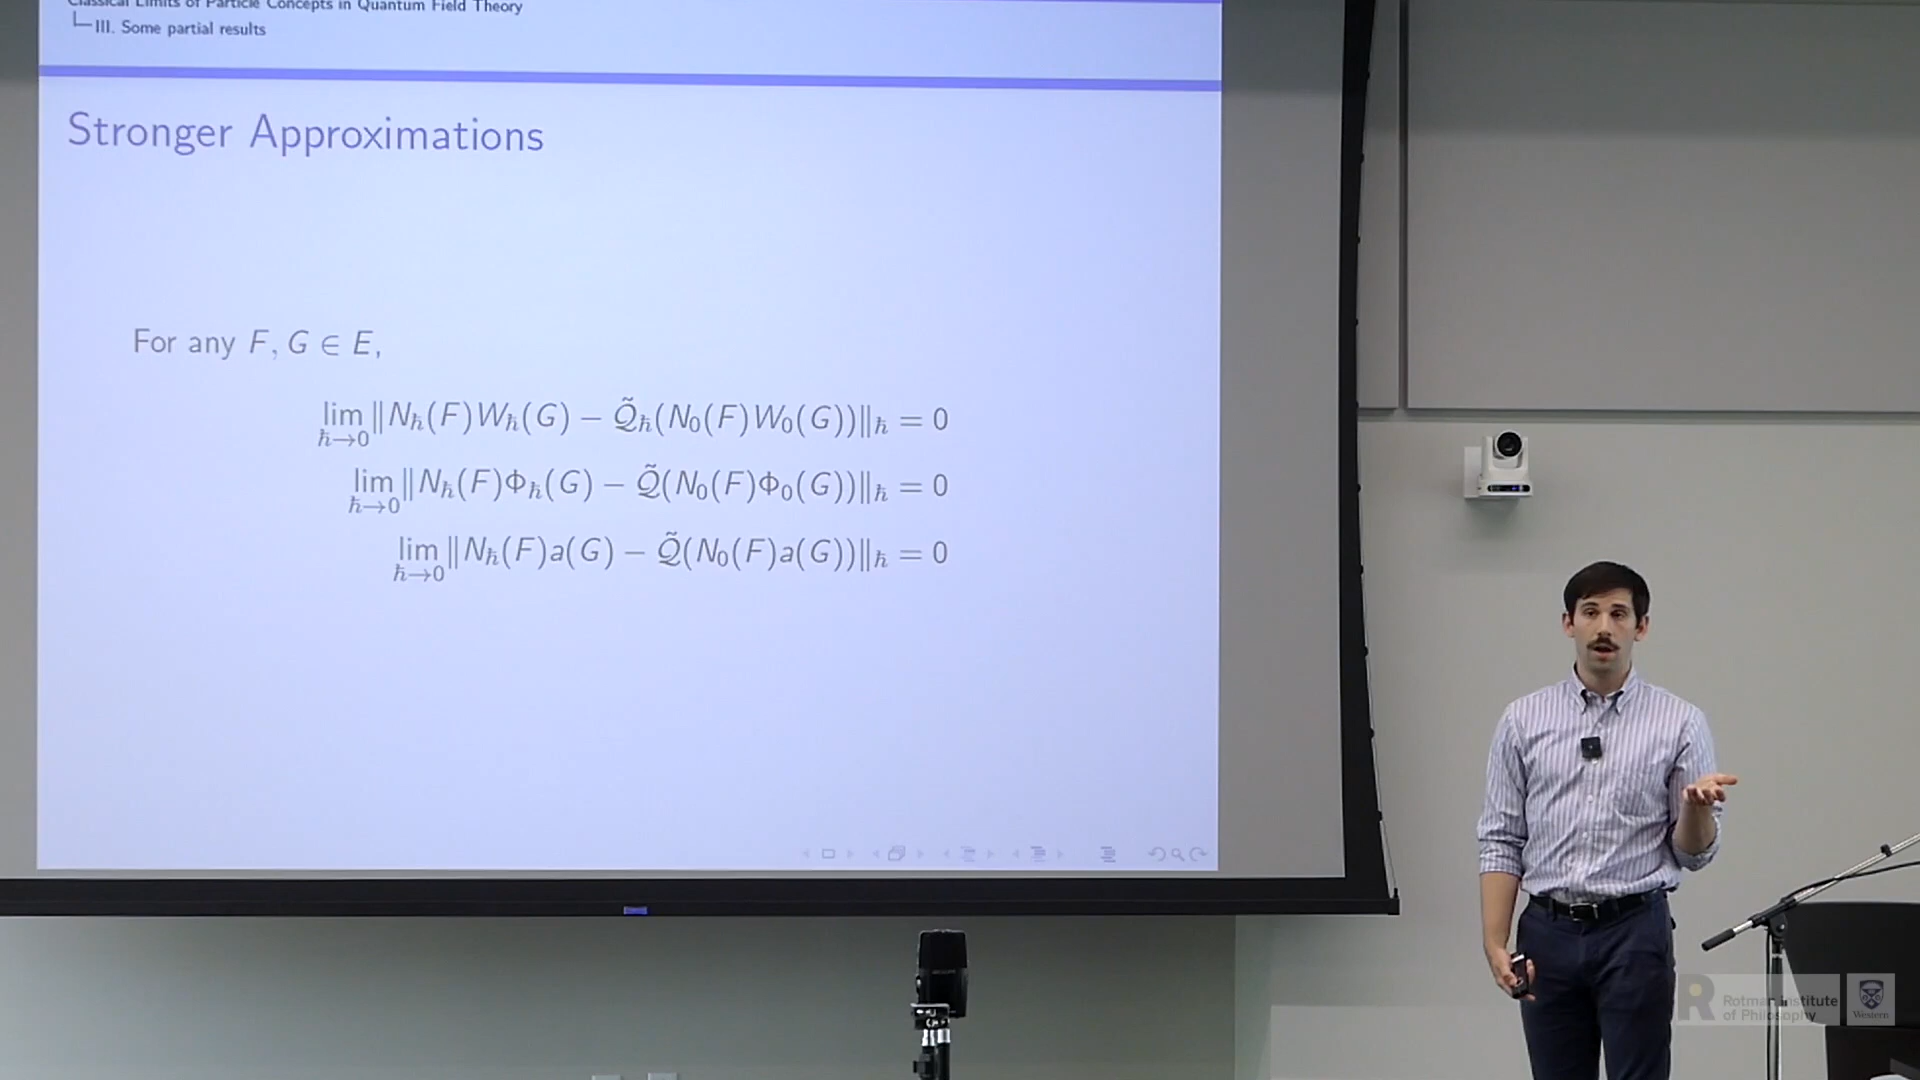 Classical Limits of Particle Concepts in Quantum Field Theory
III. Some partial results
Stronger Approximations
For any F, G ∈ E,
lim ħ→0 ‖N_ħ(F)W_ħ(G) − Q̃_ħ(N_0(F)W_0(G))‖_ħ = 0
lim ħ→0 ‖N_ħ(F)Φ_ħ(G) − Q̃(N_0(F)Φ_0(G))‖_ħ = 0
lim ħ→0 ‖N_ħ(F)a(G) − Q̃(N_0(F)a(G))‖_ħ = 0
R
Rotman Institute
of Philosophy
Western